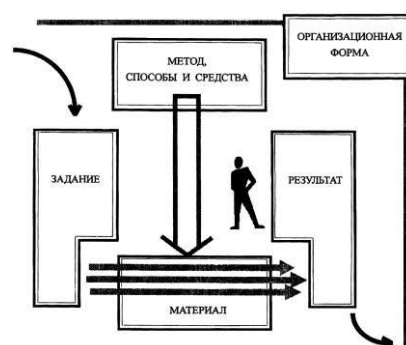 ОРГАНИЗАЦИОННАЯ
ФОРМА
МЕТОД,
СПОСОБЫ И СРЕДСТВА
ЗАДАНИЕ
РЕЗУЛЬТАТ
МАТЕРИАЛ